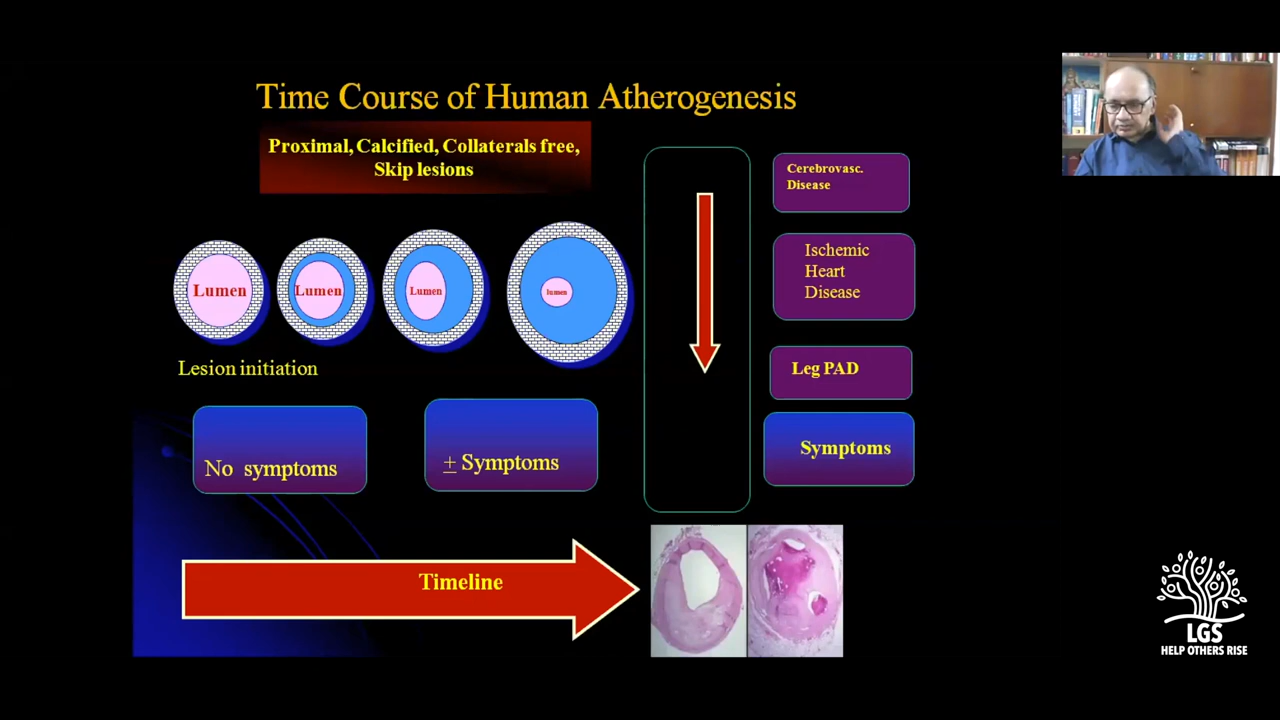 Time Course of Human Atherogenesis
Proximal, Calcified, Collaterals free,
Skip lesions
Lumen
Lumen
Lumen
lumen
Lesion initiation
No symptoms
± Symptoms
Timeline
Cerebrovasc.
Disease
Ischemic
Heart
Disease
Leg PAD
Symptoms
LGS
HELP OTHERS RISE